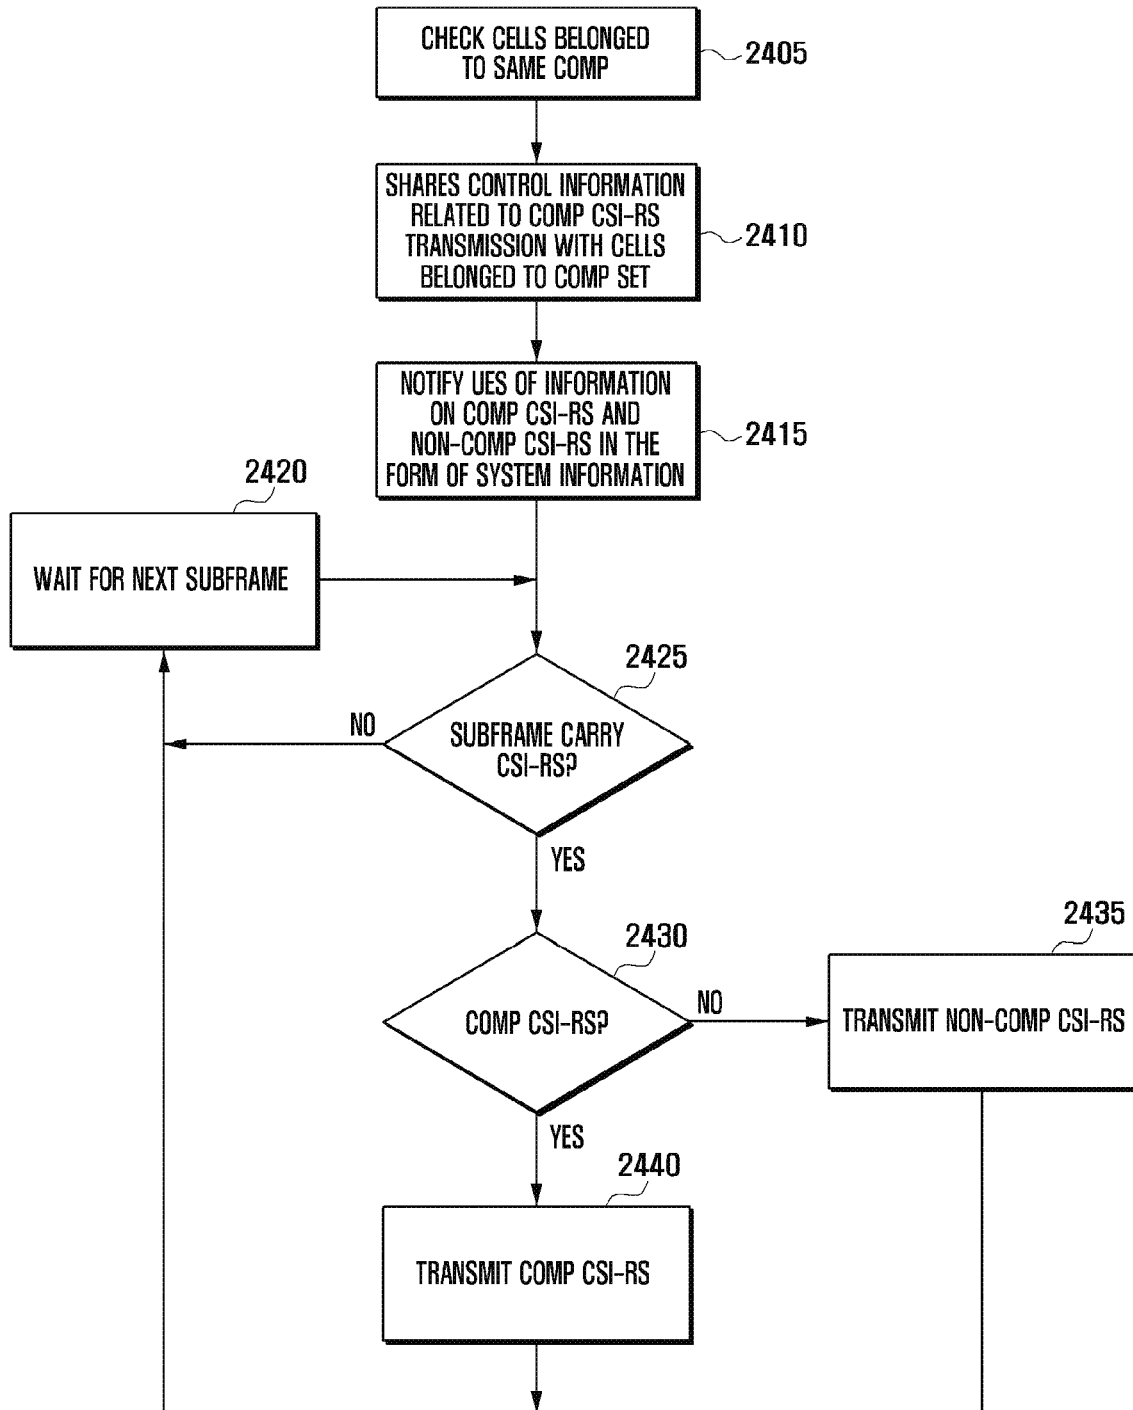 CHECK CELLS BELONGED
TO SAME COMP
2405
SHARES CONTROL INFORMATION
RELATED TO COMP CSI-RS
TRANSMISSION WITH CELLS
BELONGED TO COMP SET
2410
NOTIFY UES OF INFORMATION
ON COMP CSI-RS AND
NON-COMP CSI-RS IN THE
FORM OF SYSTEM INFORMATION
2415
2420
WAIT FOR NEXT SUBFRAME
2425
NO
SUBFRAME CARRY
CSI-RS?
YES
2430
2435
COMP CSI-RS?
NO
TRANSMIT NON-COMP CSI-RS
YES
2440
TRANSMIT COMP CSI-RS